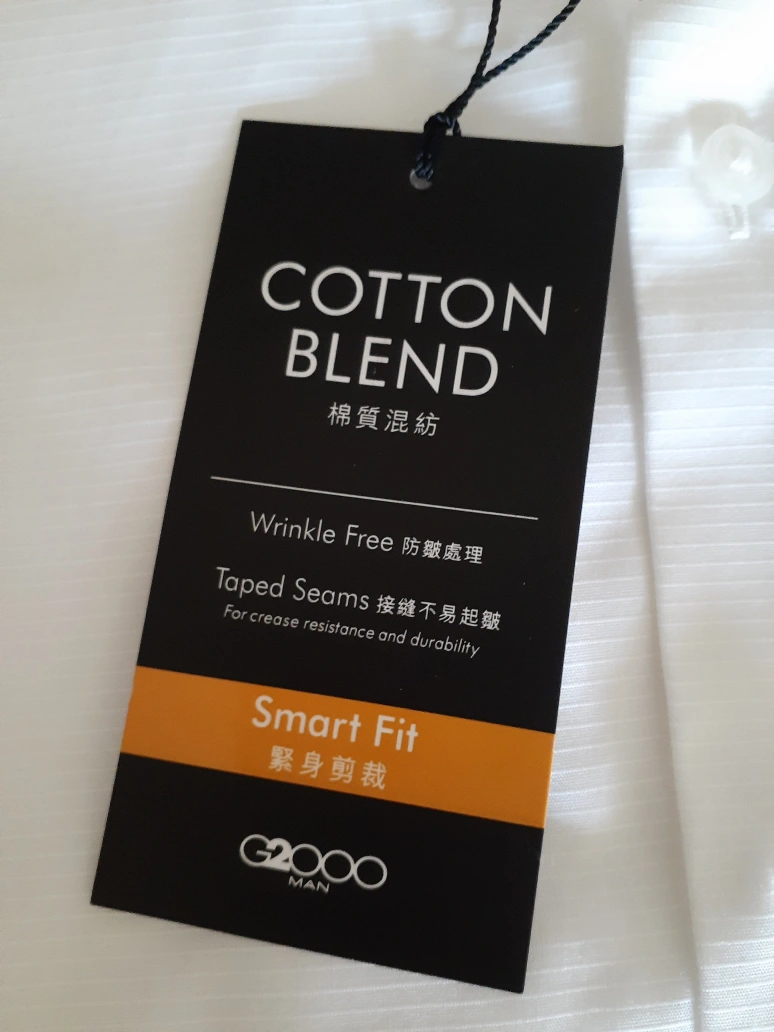 COTTON
BLEND
棉質混紡
Wrinkle Free 防皺處理
Taped Seams 接縫不易起皺
For crease resistance and durability
Smart Fit
緊身剪裁
G2000
MAN